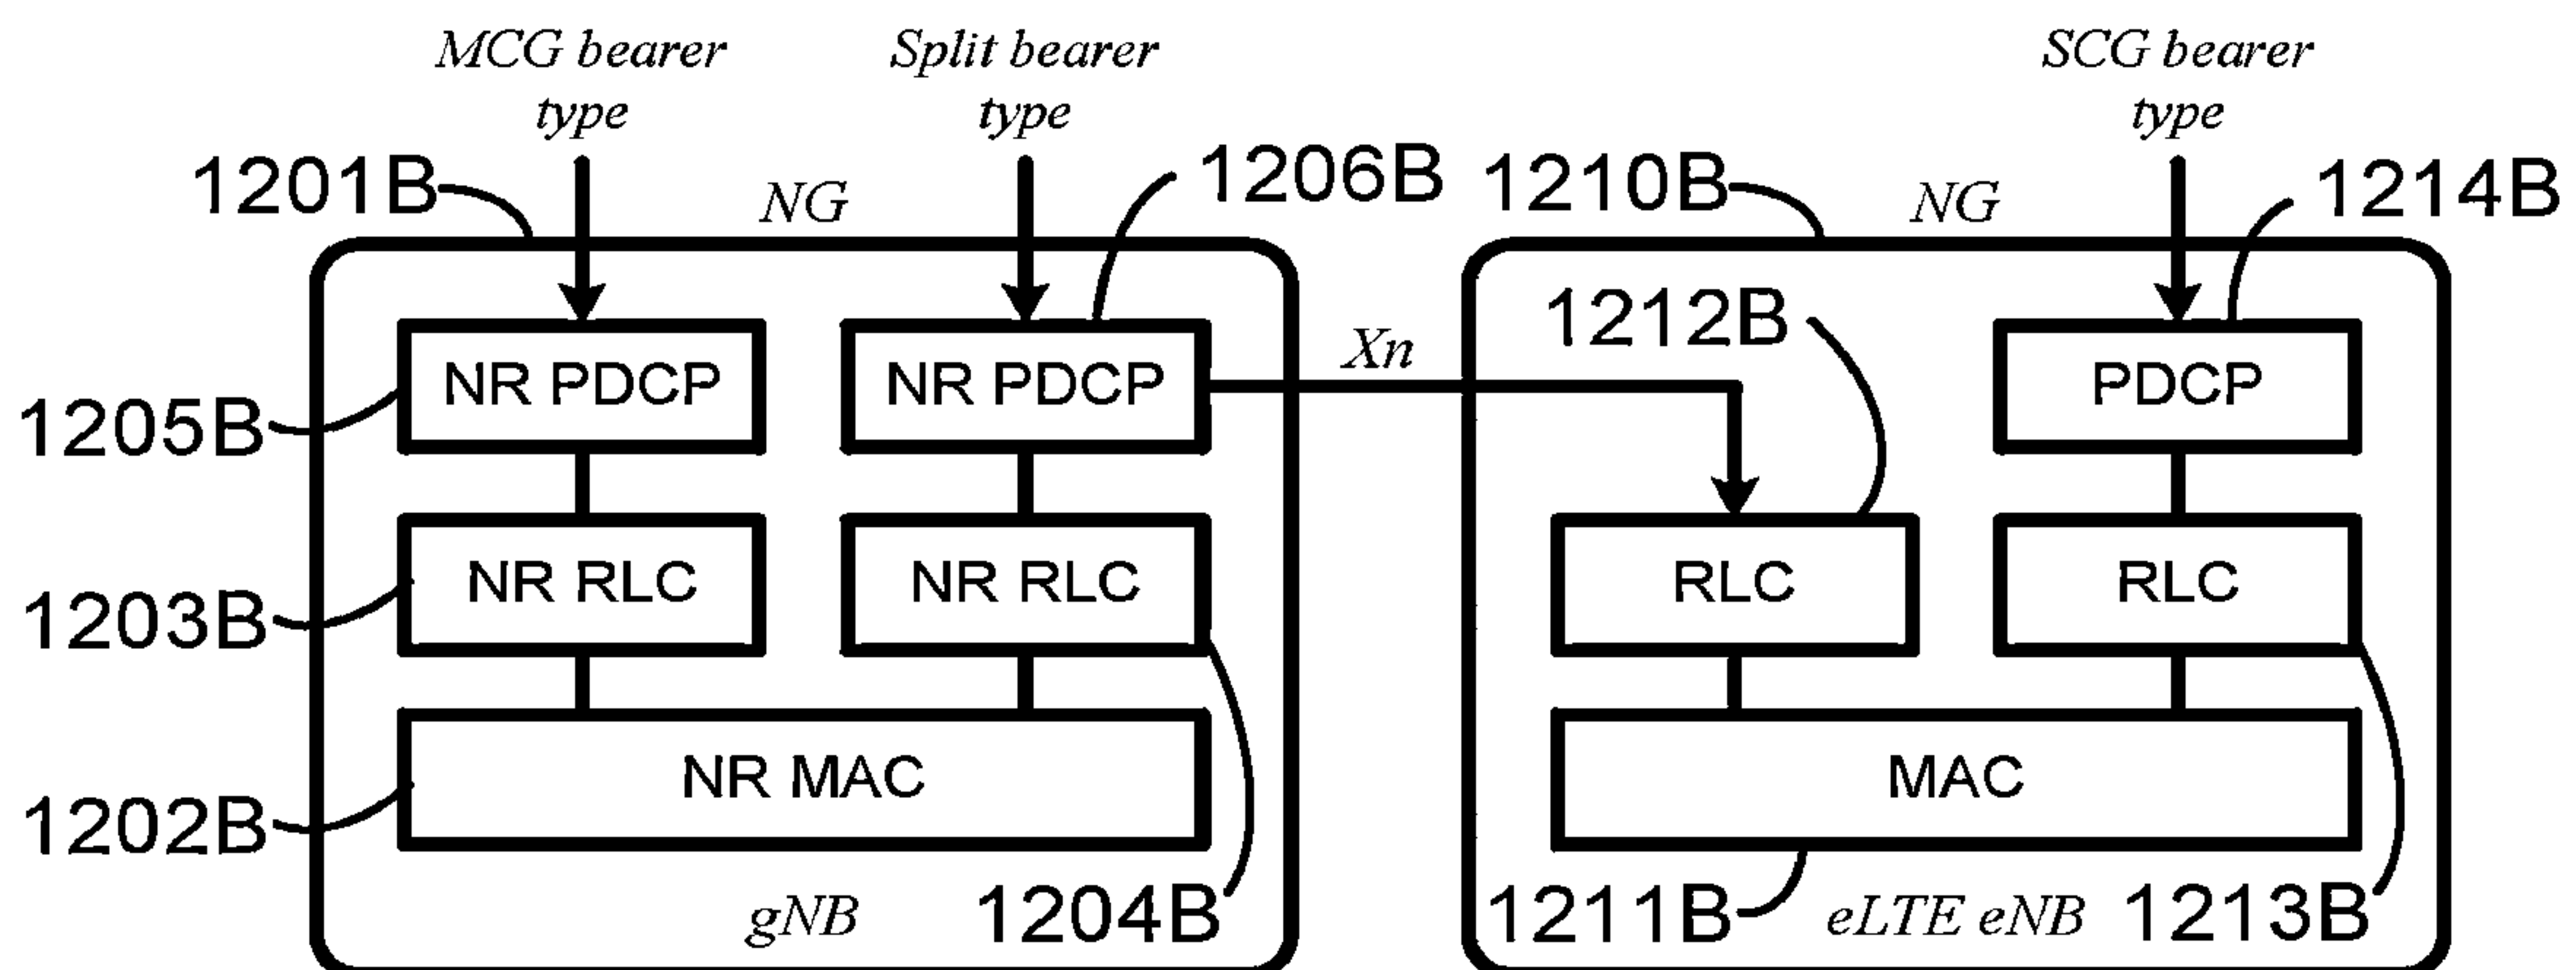 MCG bearer
type
Split bearer
type
SCG bearer
type
1201B
NG
1206B
1210B
NG
1214B
1212B
Xn
NR PDCP
NR PDCP
PDCP
1205B
NR RLC
NR RLC
RLC
RLC
1203B
NR MAC
MAC
1202B
gNB
1204B
1211B
eLTE eNB
1213B